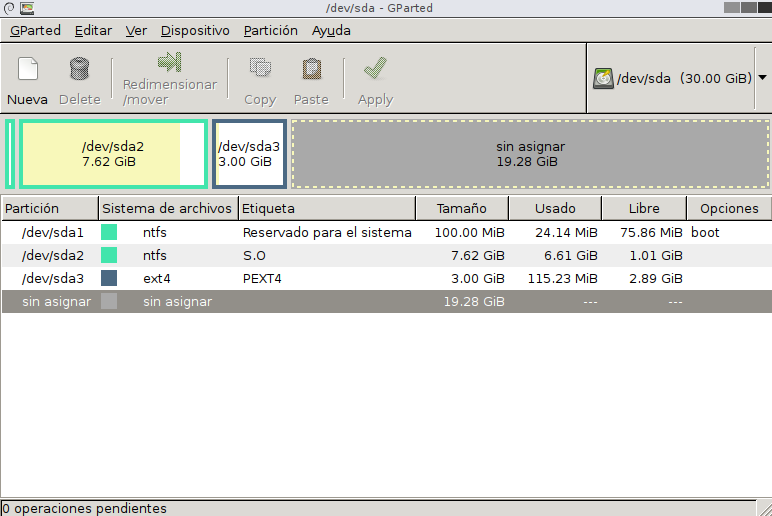 /dev/sda - GParted
GParted Editar Ver Dispositivo Partición Ayuda
Nueva Delete Redimensionar
/mover Copy Paste Apply
/dev/sda (30.00 GiB)
/dev/sda2
7.62 GiB
/dev/sda3
3.00 GiB
sin asignar
19.28 GiB
Partición Sistema de archivos Etiqueta Tamaño Usado Libre Opciones
/dev/sda1 ntfs Reservado para el sistema 100.00 MiB 24.14 MiB 75.86 MiB boot
/dev/sda2 ntfs S.O 7.62 GiB 6.61 GiB 1.01 GiB
/dev/sda3 ext4 PEXT4 3.00 GiB 115.23 MiB 2.89 GiB
sin asignar sin asignar 19.28 GiB --- ---
0 operaciones pendientes